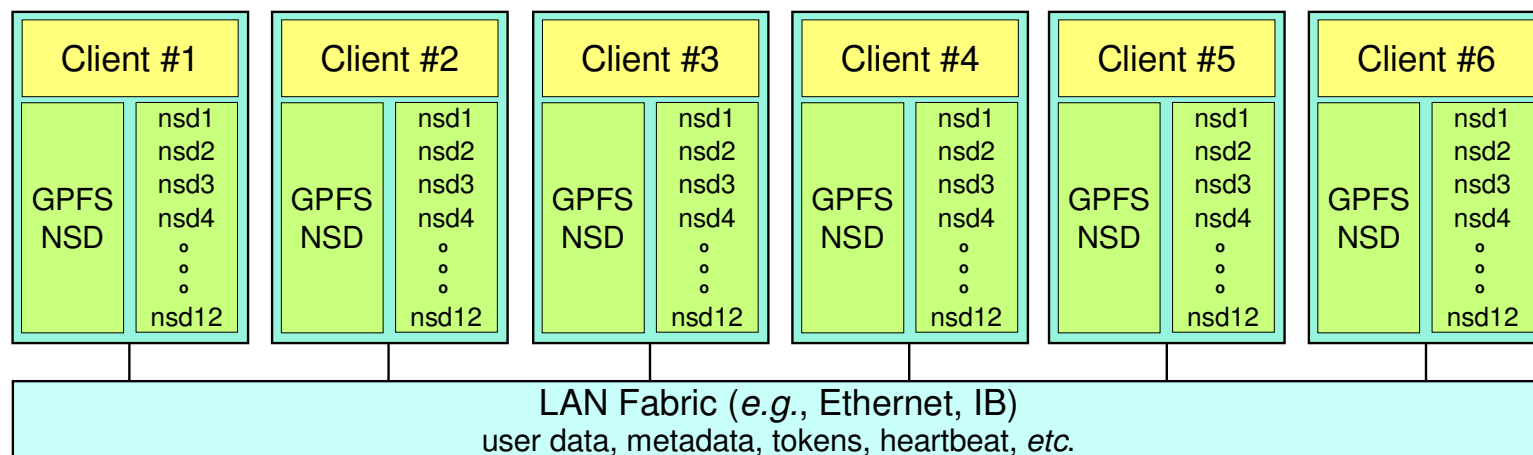 Client #1
GPFS
NSD
nsd1
nsd2
nsd3
nsd4
o
o
o
nsd12
Client #2
GPFS
NSD
nsd1
nsd2
nsd3
nsd4
o
o
o
nsd12
Client #3
GPFS
NSD
nsd1
nsd2
nsd3
nsd4
o
o
o
nsd12
Client #4
GPFS
NSD
nsd1
nsd2
nsd3
nsd4
o
o
o
nsd12
Client #5
GPFS
NSD
nsd1
nsd2
nsd3
nsd4
o
o
o
nsd12
Client #6
GPFS
NSD
nsd1
nsd2
nsd3
nsd4
o
o
o
nsd12
LAN Fabric (e.g., Ethernet, IB)
user data, metadata, tokens, heartbeat, etc.